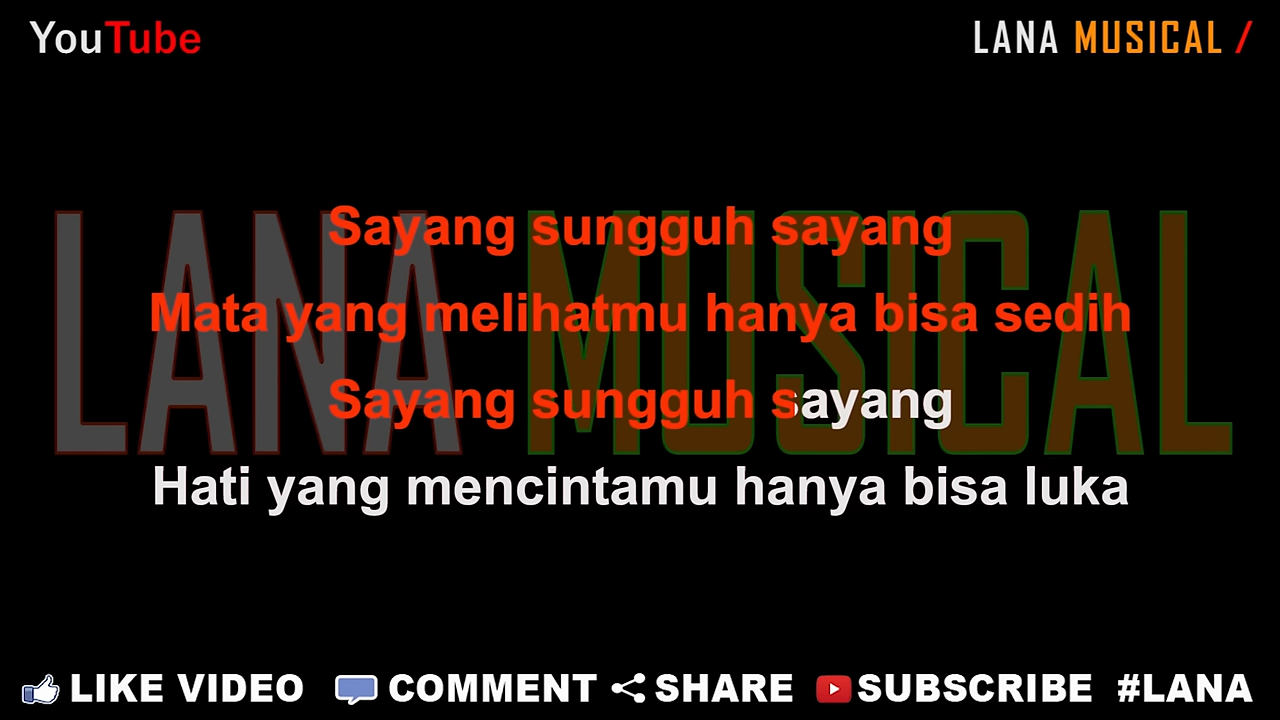 YouTube
LANA MUSICAL /
LANA MUSICAL
Sayang sungguh sayang
Mata yang melihatmu hanya bisa sedih
Sayang sungguh sayang
Hati yang mencintamu hanya bisa luka
LIKE VIDEO COMMENT SHARE SUBSCRIBE #LANA